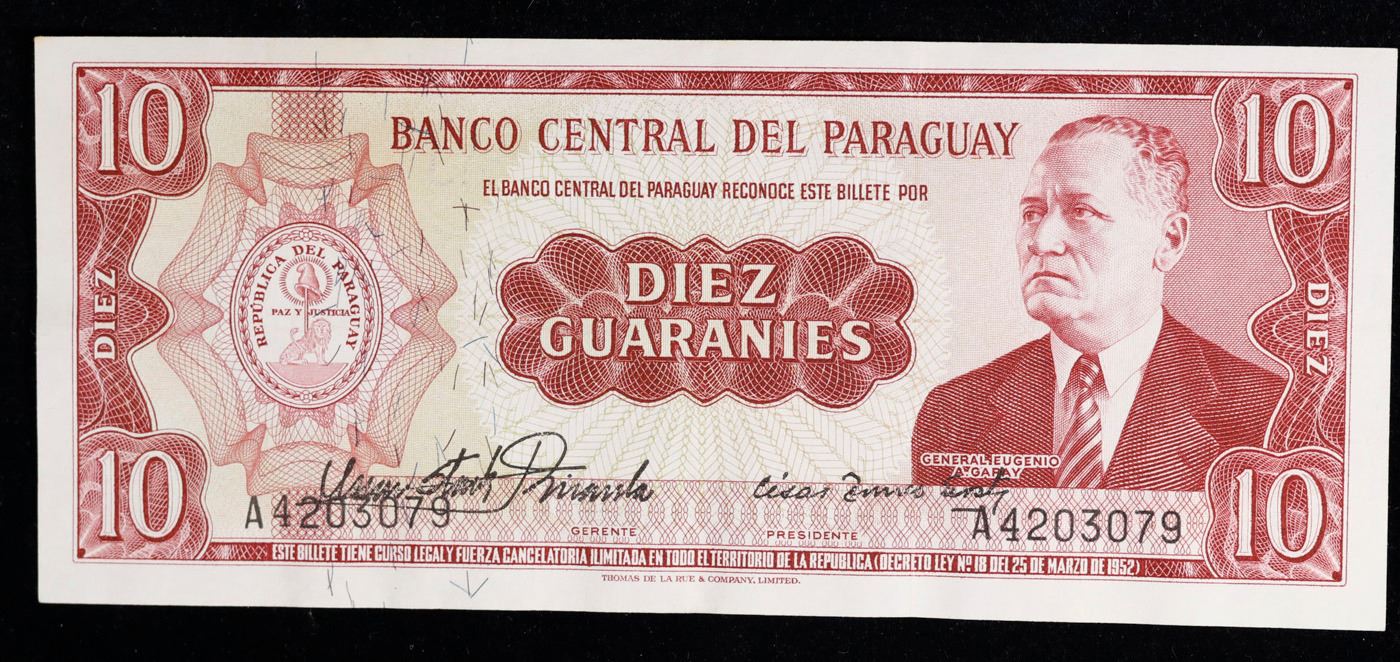 10
10
BANCO CENTRAL DEL PARAGUAY
EL BANCO CENTRAL DEL PARAGUAY RECONOCE ESTE BILLETE POR
DIEZ
REPÚBLICA DEL PARAGUAY
PAZ Y JUSTICIA
DIEZ
GUARANIES
DIEZ
GENERAL EUGENIO
A. GARAY
10
10
A4203079
A4203079
GERENTE
PRESIDENTE
ESTE BILLETE TIENE CURSO LEGAL Y FUERZA CANCELATORIA ILIMITADA EN TODO EL TERRITORIO DE LA REPUBLICA (DECRETO LEY Nº 18 DEL 25 DE MARZO DE 1952)
THOMAS DE LA RUE & COMPANY, LIMITED.